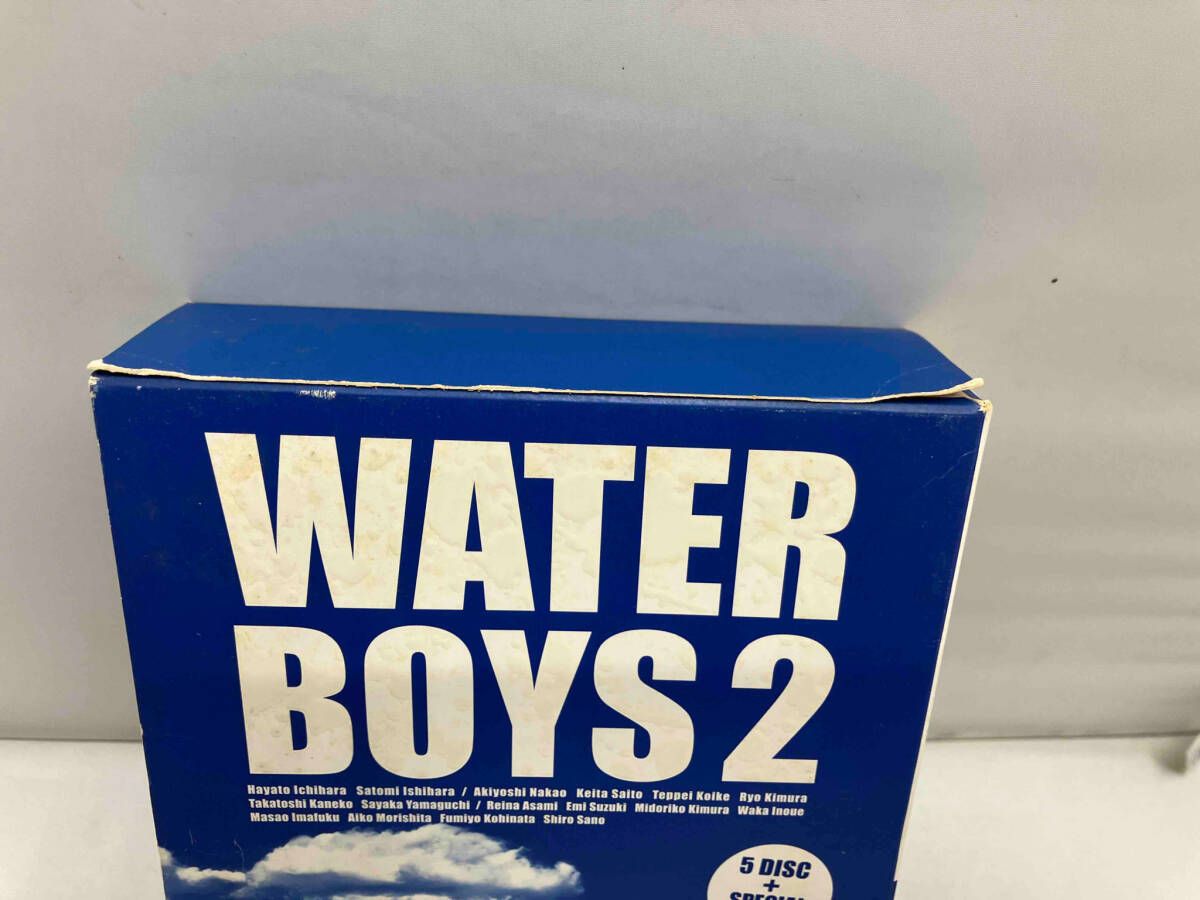 WATER
BOYS 2
Hayato Ichihara Satomi Ishihara / Akiyoshi Nakao Keita Saito Teppei Koike Ryo Kimura
Takatoshi Kaneko Sayaka Yamaguchi / Reina Asami Emi Suzuki Midoriko Kimura Waka Inoue
Masao Imafuku Aiko Morishita Fumiyo Kohinata Shiro Sano
5 DISC
+
SPECIAL